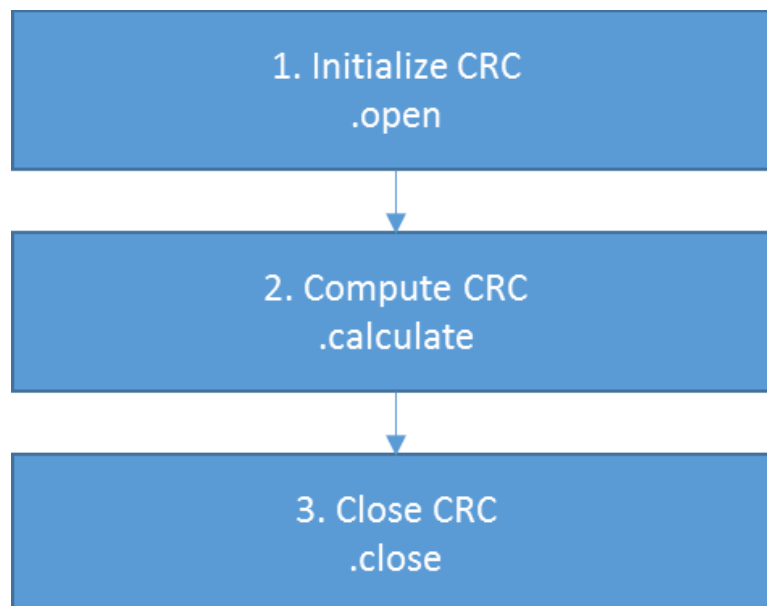 1. Initialize CRC
.open
2. Compute CRC
.calculate
3. Close CRC
.close